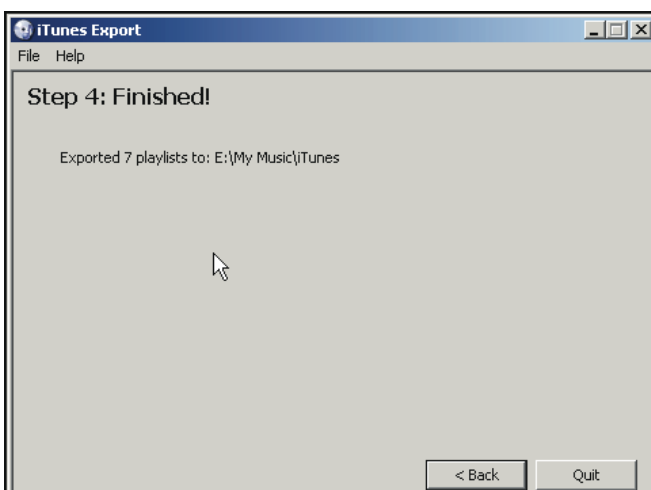 iTunes Export
File Help
Step 4: Finished!
Exported 7 playlists to: E:\My Music\iTunes
< Back Quit